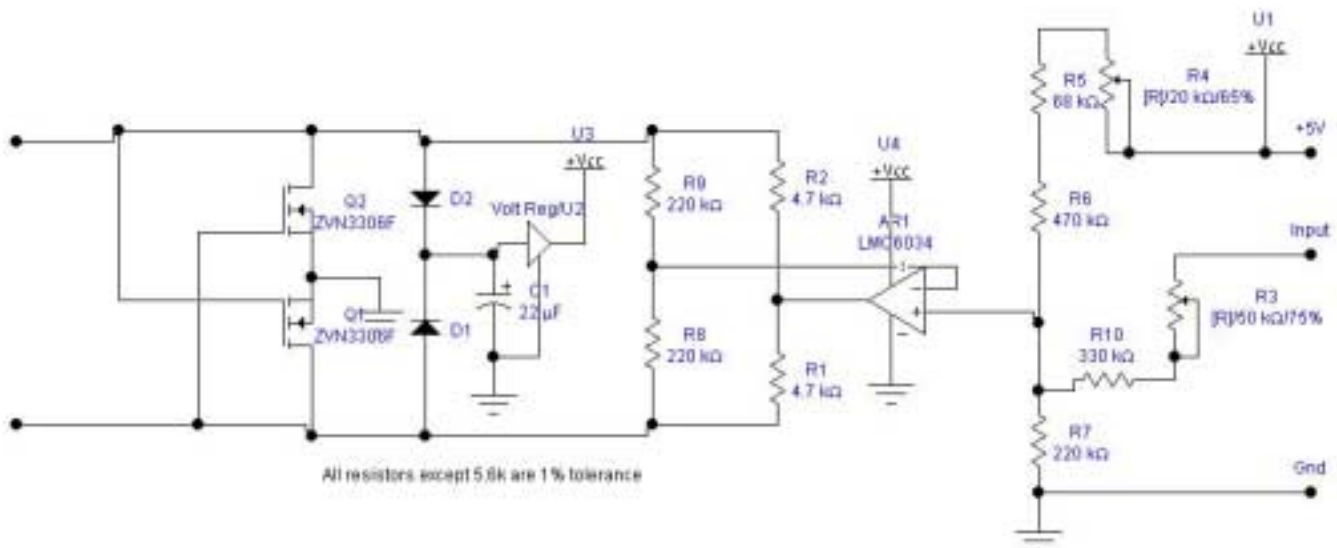 U1
+Vcc
R5
68 kΩ
R4
[R]/20 kΩ/65%
+5V
U3
+Vcc
U4
+Vcc
Q2
ZVN3306F
D2
Volt Reg/U2
R9
220 kΩ
R2
4.7 kΩ
AR1
LMC6034
R6
470 kΩ
Input
Q1
ZVN3306F
+
C1
22 uF
D1
R8
220 kΩ
R1
4.7 kΩ
-
+
-
R3
[R]/50 kΩ/75%
R10
330 kΩ
R7
220 kΩ
Gnd
All resistors except 5.6k are 1% tolerance